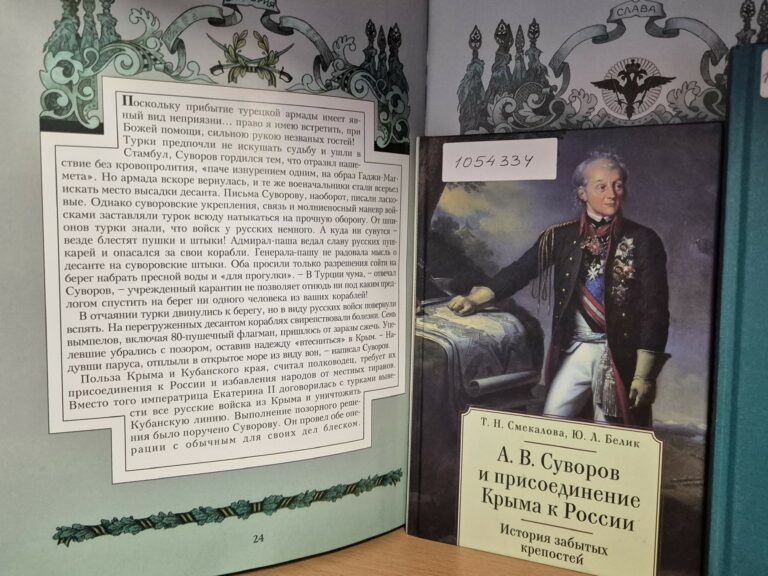 СЛАВА
Поскольку прибытие турецкой армады имеет яв-
ный вид неприязни... право я имею встретить, при
Божей помощи, сильною рукою незваных гостей!
Турки предпочли не искушать судьбу и ушли в
Стамбул, Суворов гордился тем, что отразил наше-
ствие без кровопролития, «паче изнурением одним, на образ Гаджи-Маг-
мета». Но армада вскоре вернулась, и те же военачальники стали всерьез
искать место высадки десанта. Письма Суворову, наоборот, писали ласко-
вые. Однако суворовские укрепления, связь и молниеносный маневр вой-
сками заставляли турок всюду натыкаться на прочную оборону. От шпи-
онов турки знали, что войск у русских немного. А куда ни сунутся –
везде блестят пушки и штыки! Адмирал-паша ведал славу русских пуш-
карей и опасался за свои корабли. Генерала-пашу не радовала мысль о
десанте на суворовские штыки. Оба просили только разрешения сойти на
берег набрать пресной воды и «для прогулки». – В Турции чума, – отвечал
Суворов, – учрежденный карантин не позволяет отнюдь ни под каким пред-
логом спустить на берег ни одного человека из ваших кораблей!
В отчаянии турки двинулись к берегу, но в виду русских войск повернули
вспять. На перегруженных десантом кораблях свирепствовали болезни. Семь
вымпелов, включая 80-пушечный флагман, пришлось от заразы сжечь. Уце-
левшие убрались с позором, оставив надежду «втесниться» в Крым. – На-
дувши паруса, отплыли в открытое море из виду вон, – написал Суворов.
Польза Крыма и Кубанского края, считал полководец, требует их
присоединения к России и избавления народов от местных тиранов.
Вместо того императрица Екатерина II договорилась с турками выве-
сти все русские войска из Крыма и уничтожить
Кубанскую линию. Выполнение позорного реше-
ния было поручено Суворову. Он провел обе опе-
рации с обычным для своих дел блеском.
24
1054334
Т. Н. Смекалова, Ю. Л. Белик
А. В. Суворов
и присоединение
Крыма к России
История забытых
крепостей